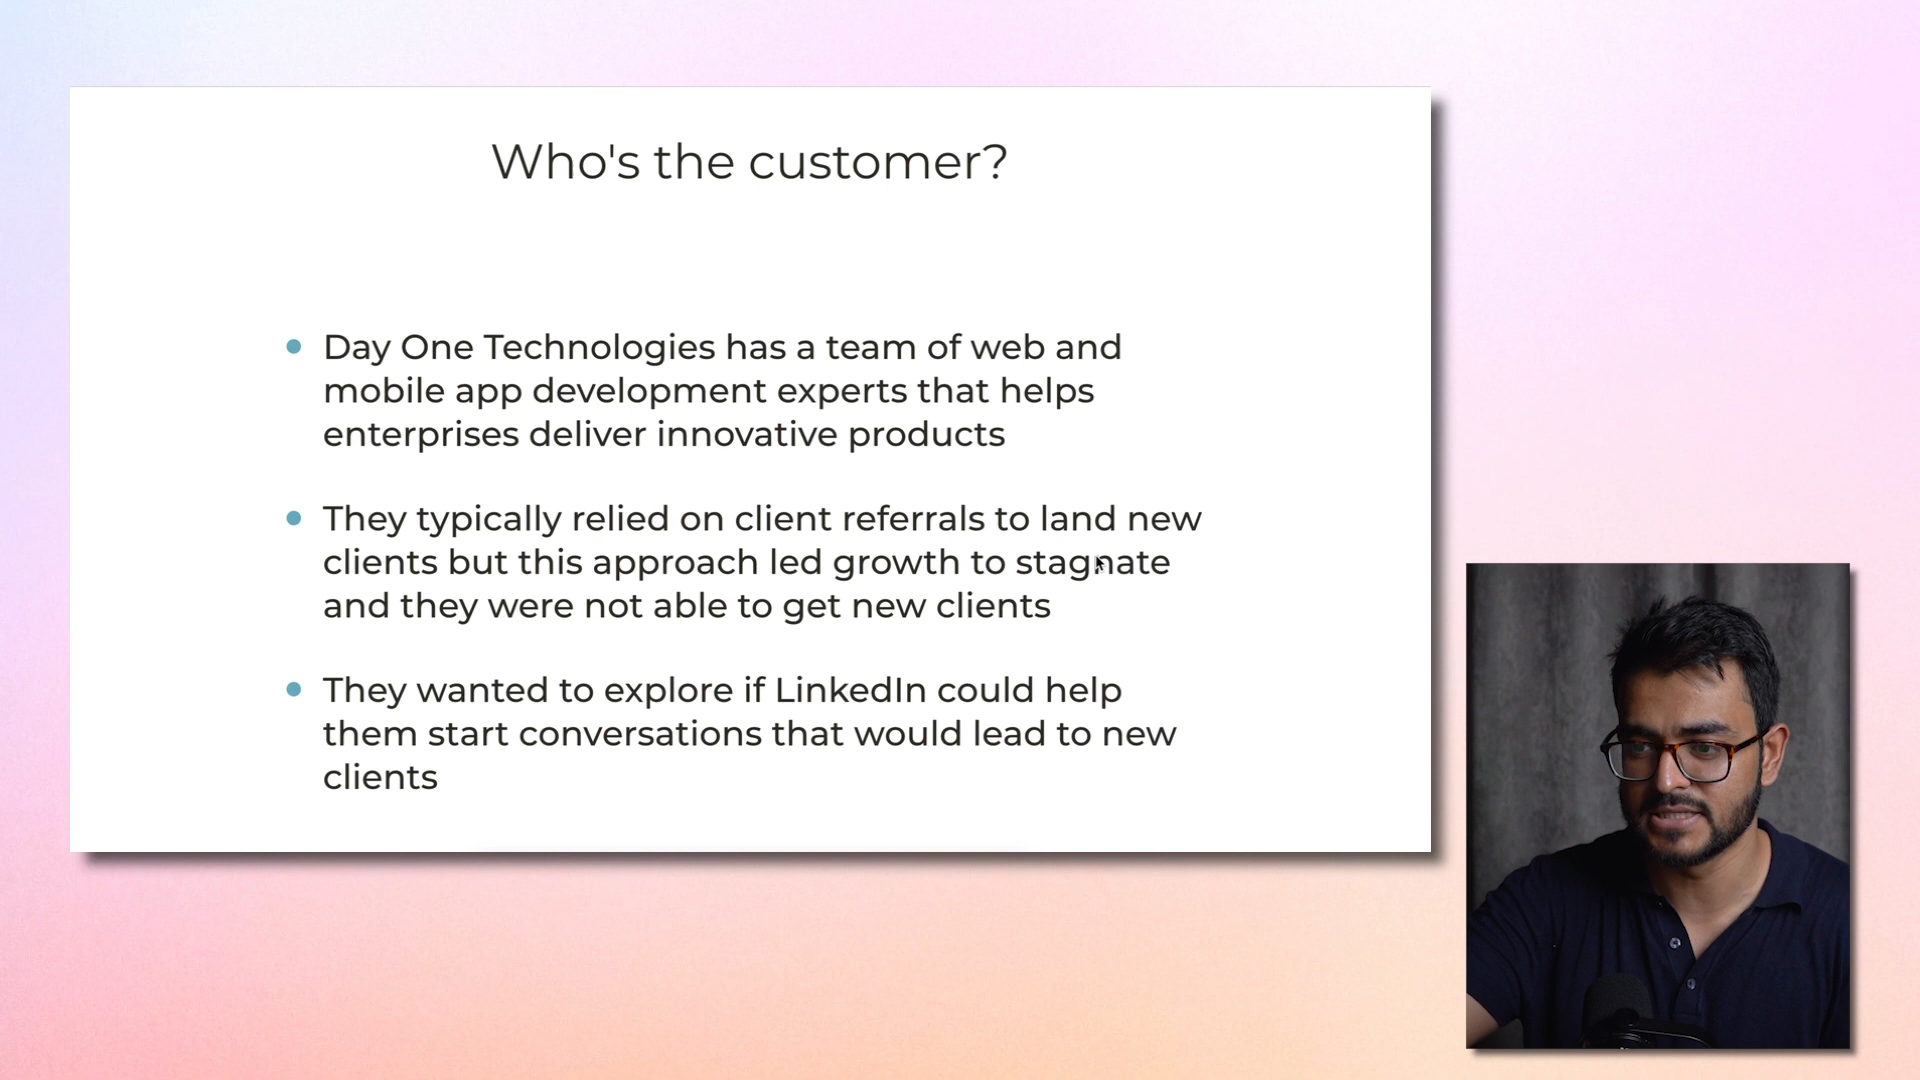 Who's the customer?
Day One Technologies has a team of web and
mobile app development experts that helps
enterprises deliver innovative products
They typically relied on client referrals to land new
clients but this approach led growth to stagnate
and they were not able to get new clients
They wanted to explore if LinkedIn could help
them start conversations that would lead to new
clients